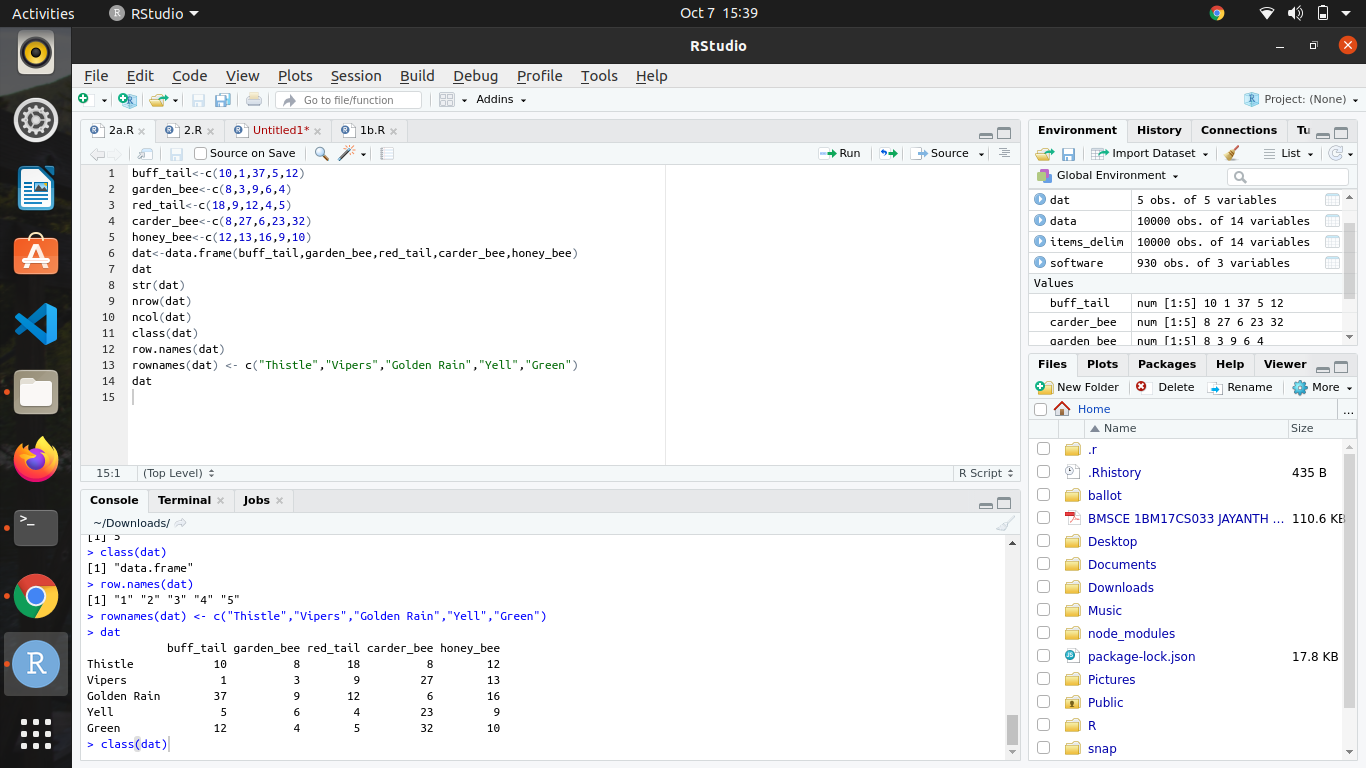 Activities RStudio Oct 7 15:39
RStudio
File Edit Code View Plots Session Build Debug Profile Tools Help
Go to file/function Addins Project: (None)
2a.R 2.R Untitled1* 1b.R
Source on Save Run Source
1 buff_tail<-c(10,1,37,5,12)
2 garden_bee<-c(8,3,9,6,4)
3 red_tail<-c(18,9,12,4,5)
4 carder_bee<-c(8,27,6,23,32)
5 honey_bee<-c(12,13,16,9,10)
6 dat<-data.frame(buff_tail,garden_bee,red_tail,carder_bee,honey_bee)
7 dat
8 str(dat)
9 nrow(dat)
10 ncol(dat)
11 class(dat)
12 row.names(dat)
13 rownames(dat) <- c("Thistle","Vipers","Golden Rain","Yell","Green")
14 dat
15
15:1 (Top Level) R Script
Console Terminal Jobs
~/Downloads/
[1] 5
> class(dat)
[1] "data.frame"
> row.names(dat)
[1] "1" "2" "3" "4" "5"
> rownames(dat) <- c("Thistle","Vipers","Golden Rain","Yell","Green")
> dat
buff_tail garden_bee red_tail carder_bee honey_bee
Thistle 10 8 18 8 12
Vipers 1 3 9 27 13
Golden Rain 37 9 12 6 16
Yell 5 6 4 23 9
Green 12 4 5 32 10
> class(dat)
Environment History Connections Tu
Import Dataset List
Global Environment
dat 5 obs. of 5 variables
data 10000 obs. of 14 variables
items_delim 10000 obs. of 14 variables
software 930 obs. of 3 variables
Values
buff_tail num [1:5] 10 1 37 5 12
carder_bee num [1:5] 8 27 6 23 32
garden_bee num [1:5] 8 3 9 6 4
Files Plots Packages Help Viewer
New Folder Delete Rename More
Home ...
Name Size
.r
.Rhistory 435 B
ballot
BMSCE 1BM17CS033 JAYANTH ... 110.6 KB
Desktop
Documents
Downloads
Music
node_modules
package-lock.json 17.8 KB
Pictures
Public
R
snap